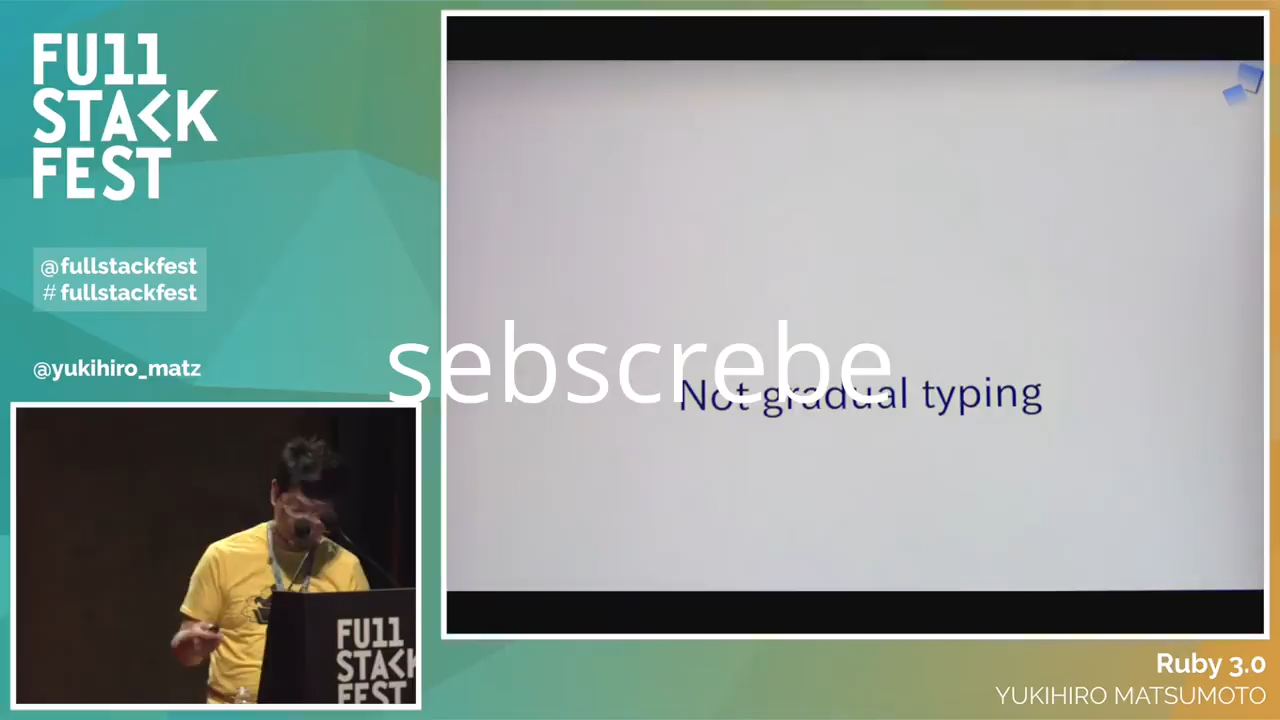 FU11
STACK
FEST
@fullstackfest
# fullstackfest
@yukihiro_matz
sebscrebe
Not gradual typing
FU11
STACK
FEST
Ruby 3.0
YUKIHIRO MATSUMOTO